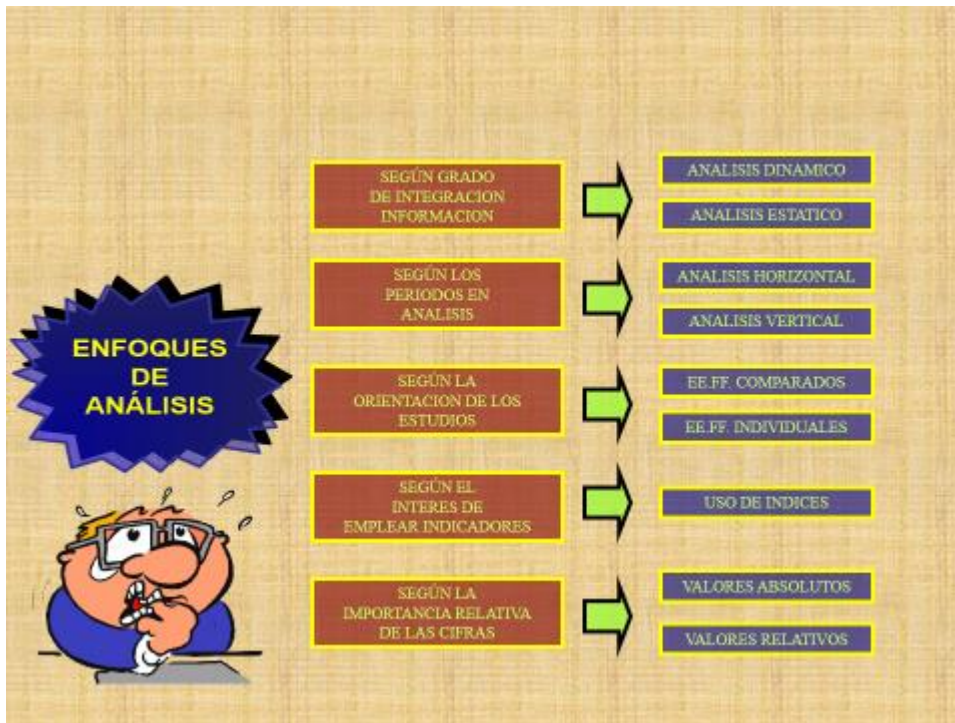 ENFOQUES
DE
ANÁLISIS
SEGÚN GRADO
DE INTEGRACION
INFORMACION
ANALISIS DINAMICO
ANALISIS ESTATICO
SEGÚN LOS
PERIODOS EN
ANALISIS
ANALISIS HORIZONTAL
ANALISIS VERTICAL
SEGÚN LA
ORIENTACION DE LOS
ESTUDIOS
EE.FF. COMPARADOS
EE.FF. INDIVIDUALES
SEGÚN EL
INTERES DE
EMPLEAR INDICADORES
USO DE INDICES
SEGÚN LA
IMPORTANCIA RELATIVA
DE LAS CIFRAS
VALORES ABSOLUTOS
VALORES RELATIVOS